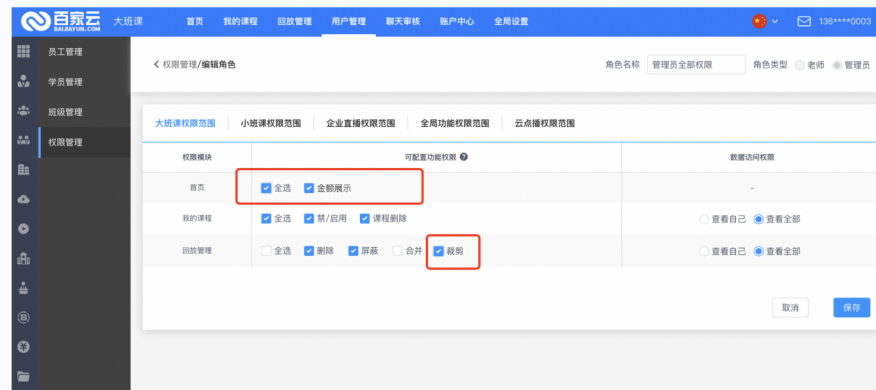 百家云 大班课 首页 我的课程 回放管理 用户管理 聊天审核 账户中心 全局设置 136****0003
BAIJIAYUN.COM
员工管理
学员管理
班级管理
权限管理
权限管理/编辑角色 角色名称 管理员全部权限 角色类型 老师 管理员
大班课权限范围 小班课权限范围 企业直播权限范围 全局功能权限范围 云点播权限范围
权限模块 可配置功能权限 ? 数据访问权限
首页 全选 金额展示 -
我的课程 全选 禁/启用 课程删除 查看自己 查看全部
回放管理 全选 删除 屏蔽 合并 裁剪 查看自己 查看全部
取消 保存